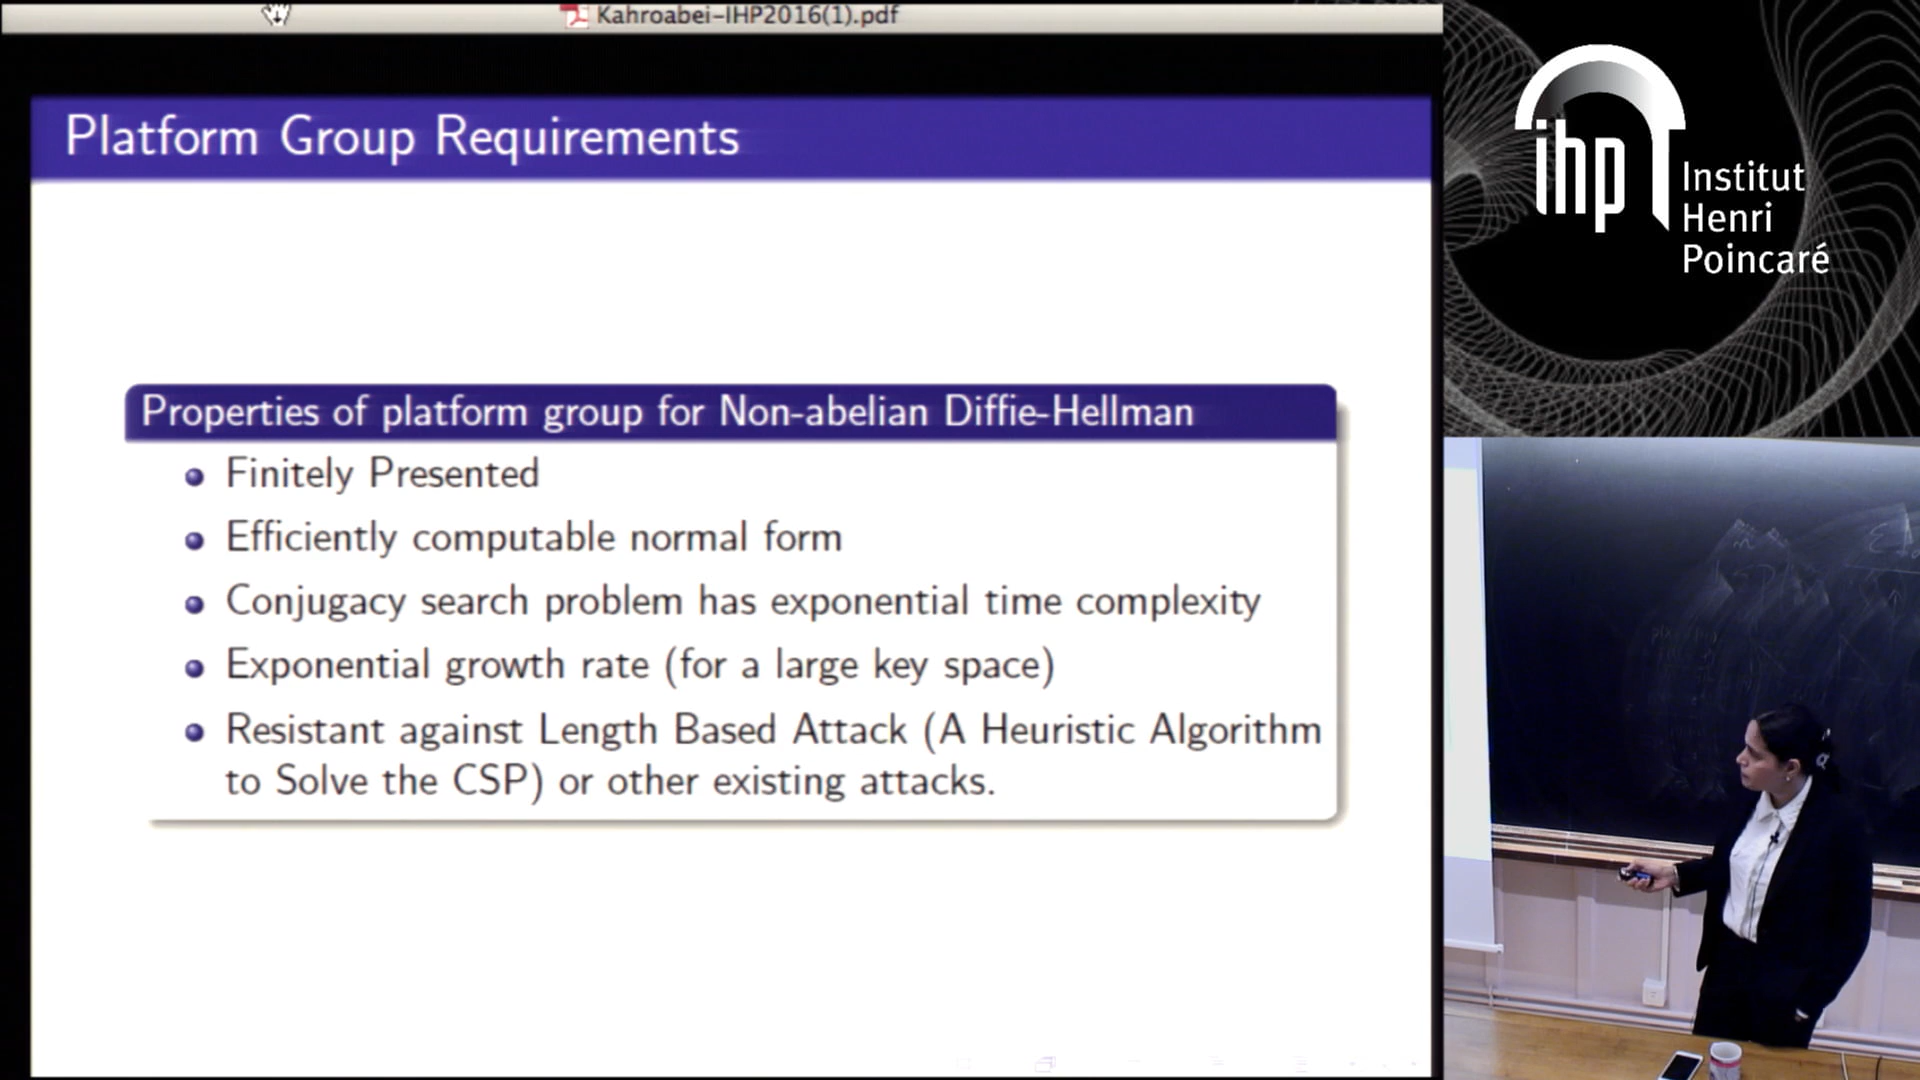 Kahroabei-IHP2016(1).pdf
Platform Group Requirements
Properties of platform group for Non-abelian Diffie-Hellman
Finitely Presented
Efficiently computable normal form
Conjugacy search problem has exponential time complexity
Exponential growth rate (for a large key space)
Resistant against Length Based Attack (A Heuristic Algorithm
to Solve the CSP) or other existing attacks.
ihp
Institut
Henri
Poincaré